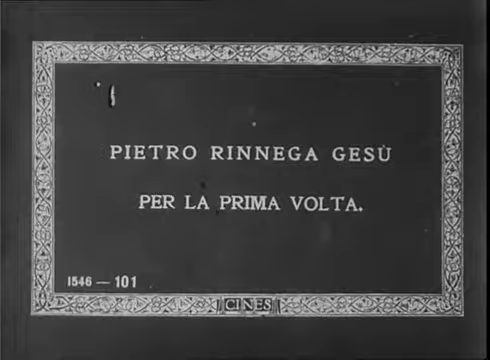 PIETRO RINNEGA GESÙ
PER LA PRIMA VOLTA.
1546 — 101
CINES